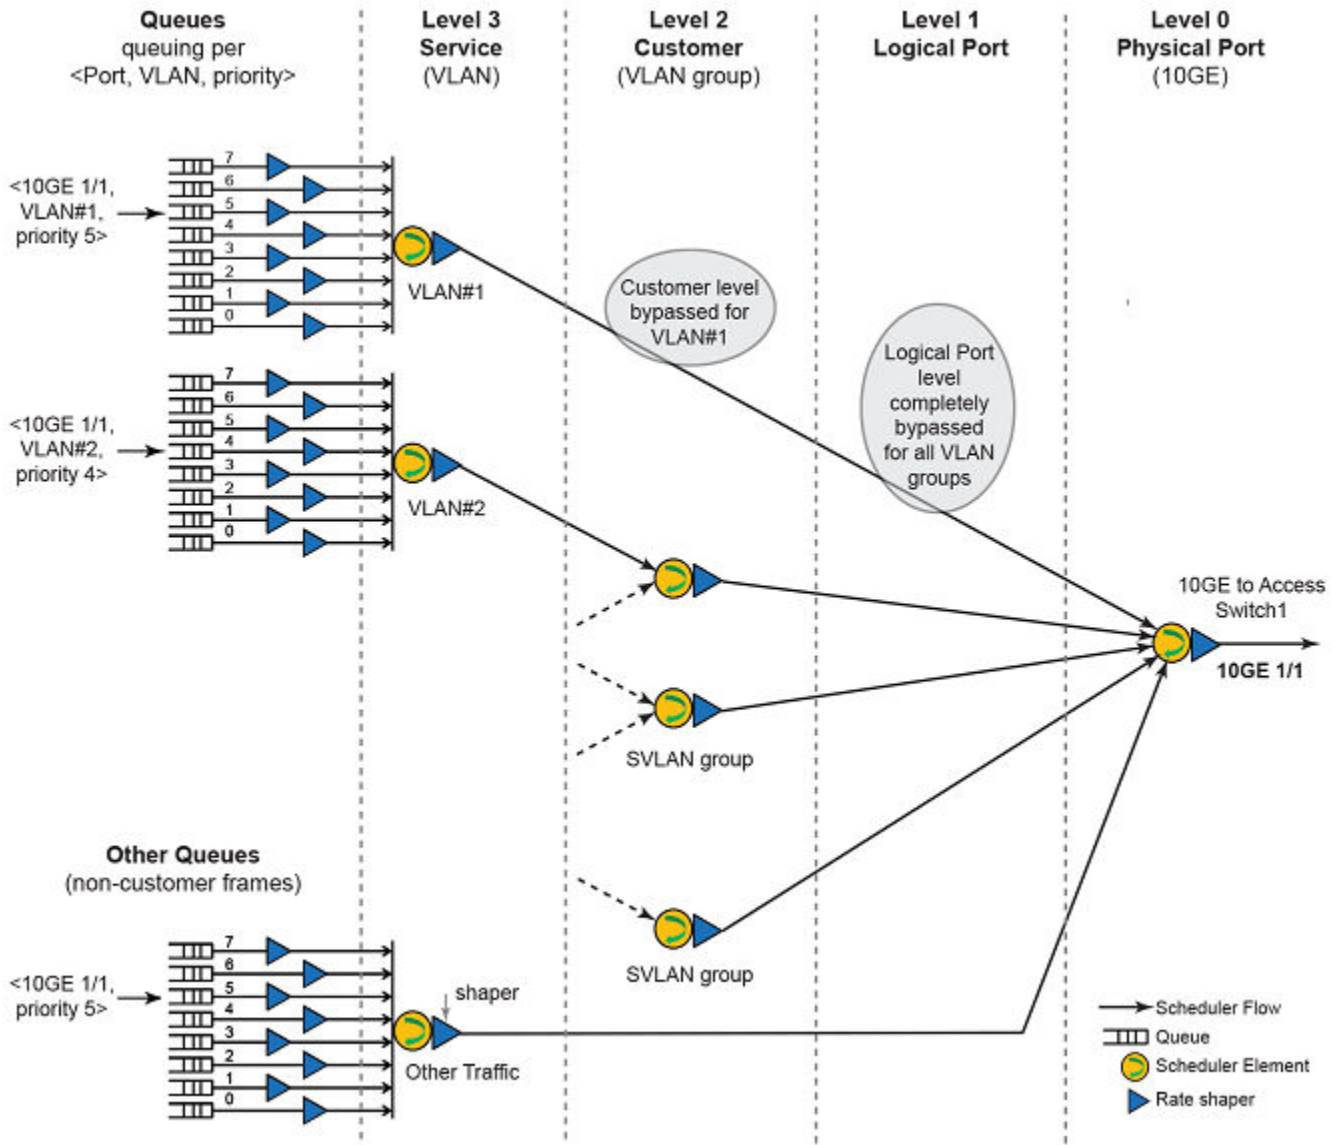 Queues
queuing per
<Port, VLAN, priority>
Level 3
Service
(VLAN)
Level 2
Customer
(VLAN group)
Level 1
Logical Port
Level 0
Physical Port
(10GE)
<10GE 1/1,
VLAN#1,
priority 5>
7
6
5
4
3
2
1
0
VLAN#1
Customer level
bypassed for
VLAN#1
Logical Port
level
completely
bypassed
for all VLAN
groups
<10GE 1/1,
VLAN#2,
priority 4>
7
6
5
4
3
2
1
0
VLAN#2
10GE to Access
Switch1
10GE 1/1
SVLAN group
SVLAN group
Other Queues
(non-customer frames)
<10GE 1/1,
priority 5>
7
6
5
4
3
2
1
0
shaper
Other Traffic
Scheduler Flow
Queue
Scheduler Element
Rate shaper